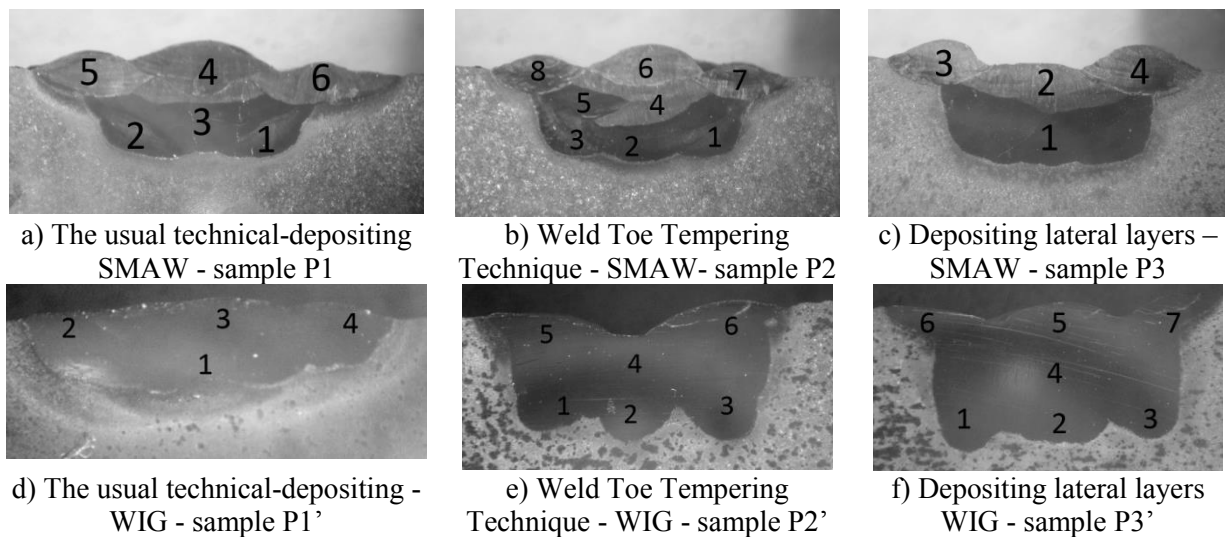 5 4 6
2 3 1
8 6 7
5 4
3 2 1
3 2 4
1
a) The usual technical-depositing
SMAW - sample P1
b) Weld Toe Tempering
Technique - SMAW- sample P2
c) Depositing lateral layers –
SMAW - sample P3
2 3 4
1
5 6
4
1 2 3
6 5 7
4
1 2 3
d) The usual technical-depositing -
WIG - sample P1’
e) Weld Toe Tempering
Technique - WIG - sample P2’
f) Depositing lateral layers
WIG - sample P3’